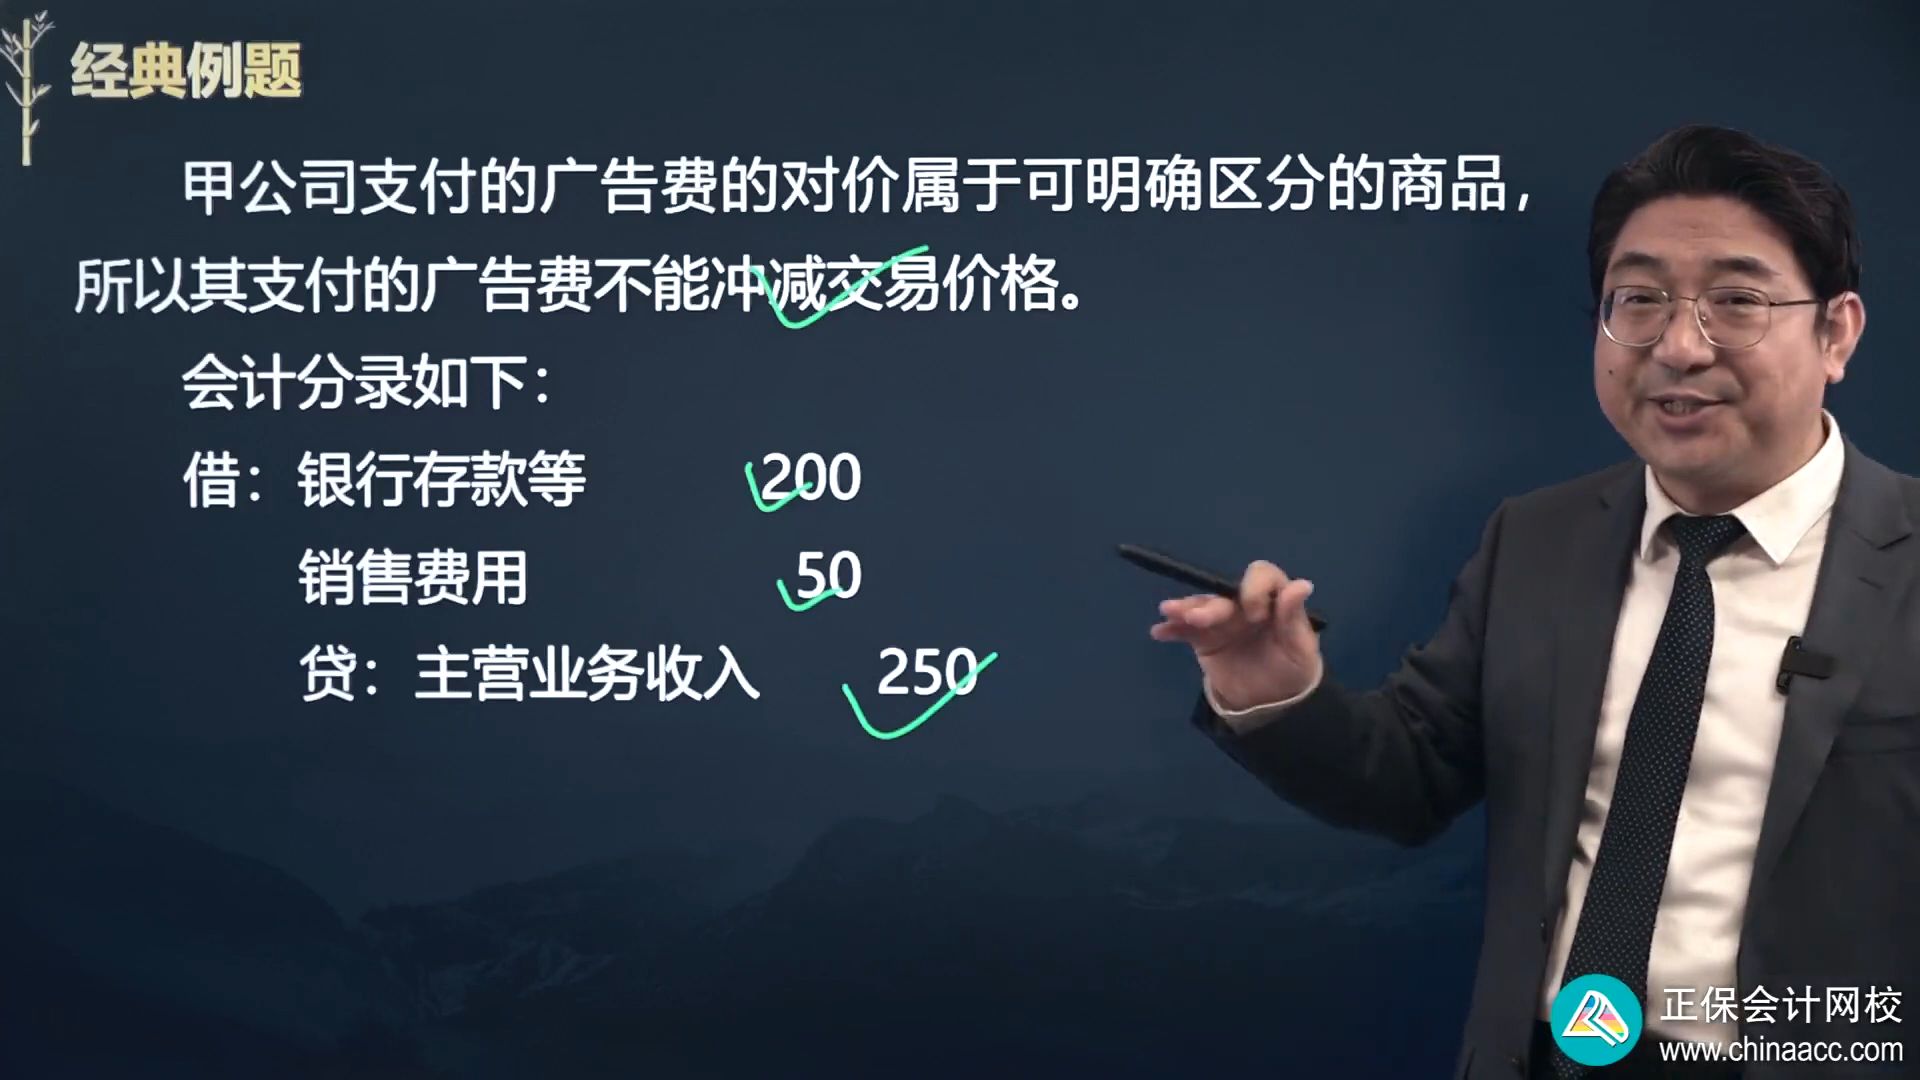 经典例题
甲公司支付的广告费的对价属于可明确区分的商品，
所以其支付的广告费不能冲减交易价格。
会计分录如下：
借：银行存款等 200
销售费用 50
贷：主营业务收入 250
正保会计网校
www.chinaacc.com